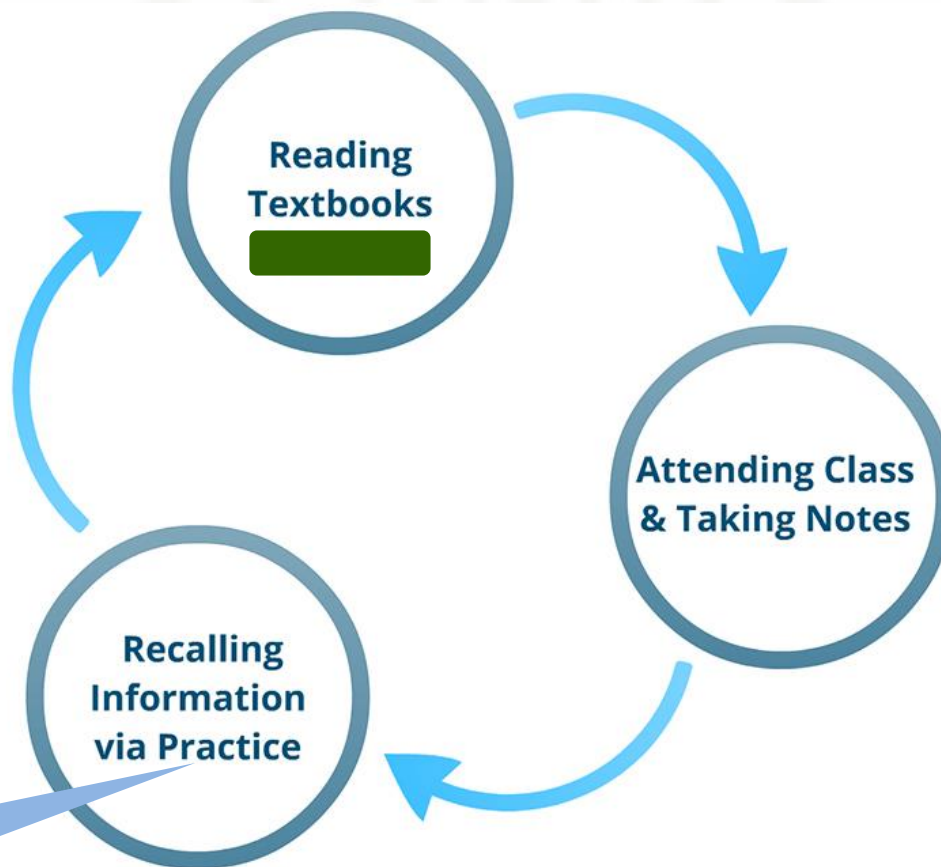 Reading
Textbooks
Attending Class
& Taking Notes
Recalling
Information
via Practice